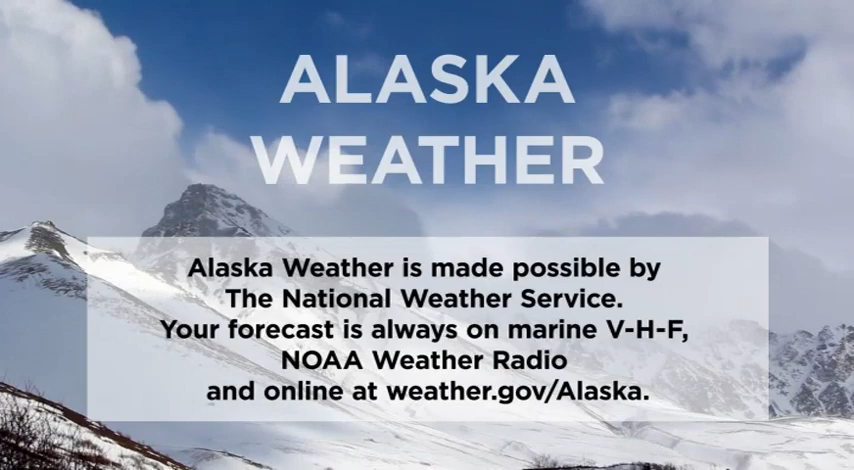 ALASKA
WEATHER
Alaska Weather is made possible by
The National Weather Service.
Your forecast is always on marine V-H-F,
NOAA Weather Radio
and online at weather.gov/Alaska.